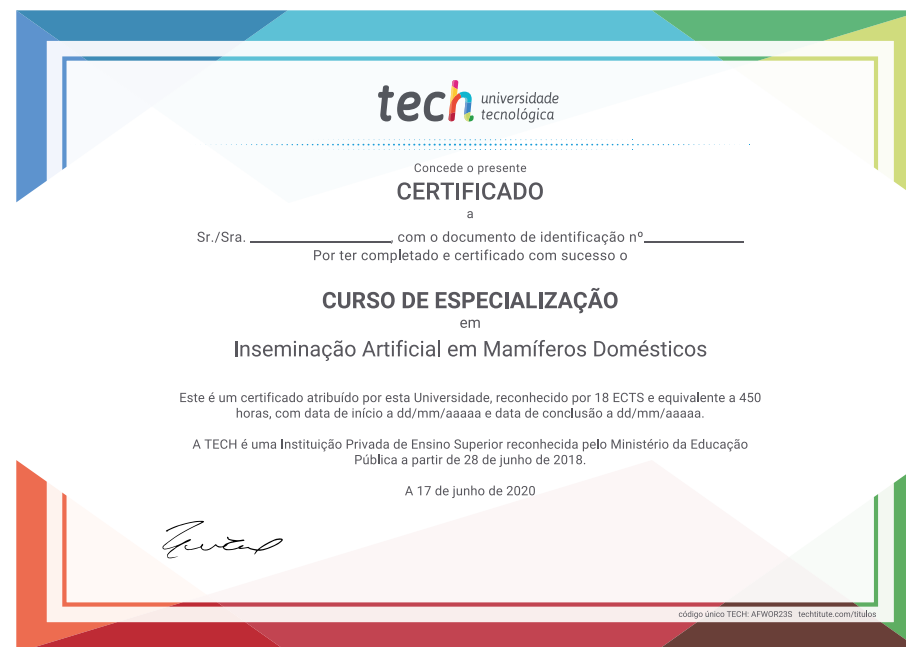 tech universidade
tecnológica
Concede o presente
CERTIFICADO
a
Sr./Sra. , com o documento de identificação nº
Por ter completado e certificado com sucesso o
CURSO DE ESPECIALIZAÇÃO
em
Inseminação Artificial em Mamíferos Domésticos
Este é um certificado atribuído por esta Universidade, reconhecido por 18 ECTS e equivalente a 450
horas, com data de início a dd/mm/aaaaa e data de conclusão a dd/mm/aaaaa.
A TECH é uma Instituição Privada de Ensino Superior reconhecida pelo Ministério da Educação
Pública a partir de 28 de junho de 2018.
A 17 de junho de 2020
código único TECH: AFWOR23S techtitute.com/titulos